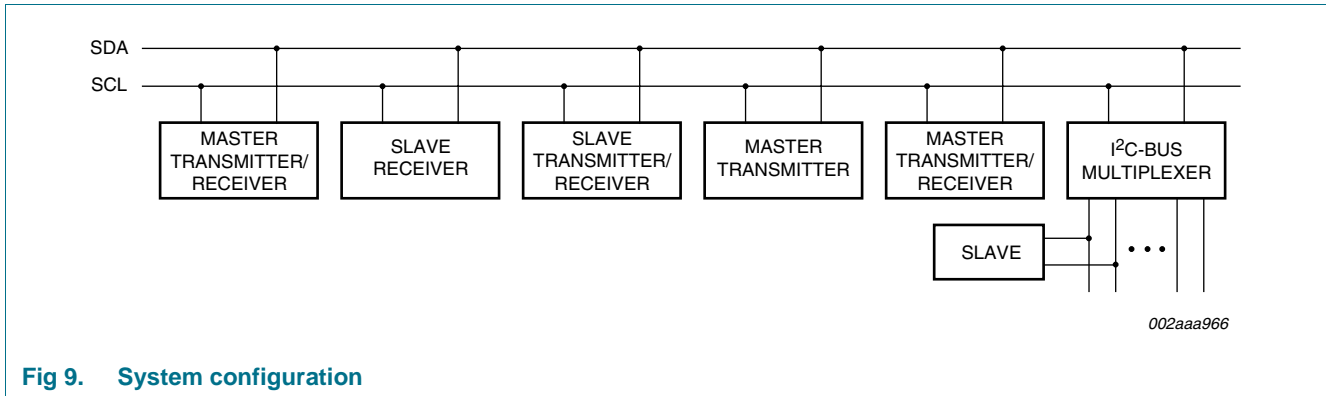 SDA
SCL
MASTER
TRANSMITTER/
RECEIVER
SLAVE
RECEIVER
SLAVE
TRANSMITTER/
RECEIVER
MASTER
TRANSMITTER
MASTER
TRANSMITTER/
RECEIVER
I²C-BUS
MULTIPLEXER
SLAVE
002aaa966
Fig 9. System configuration